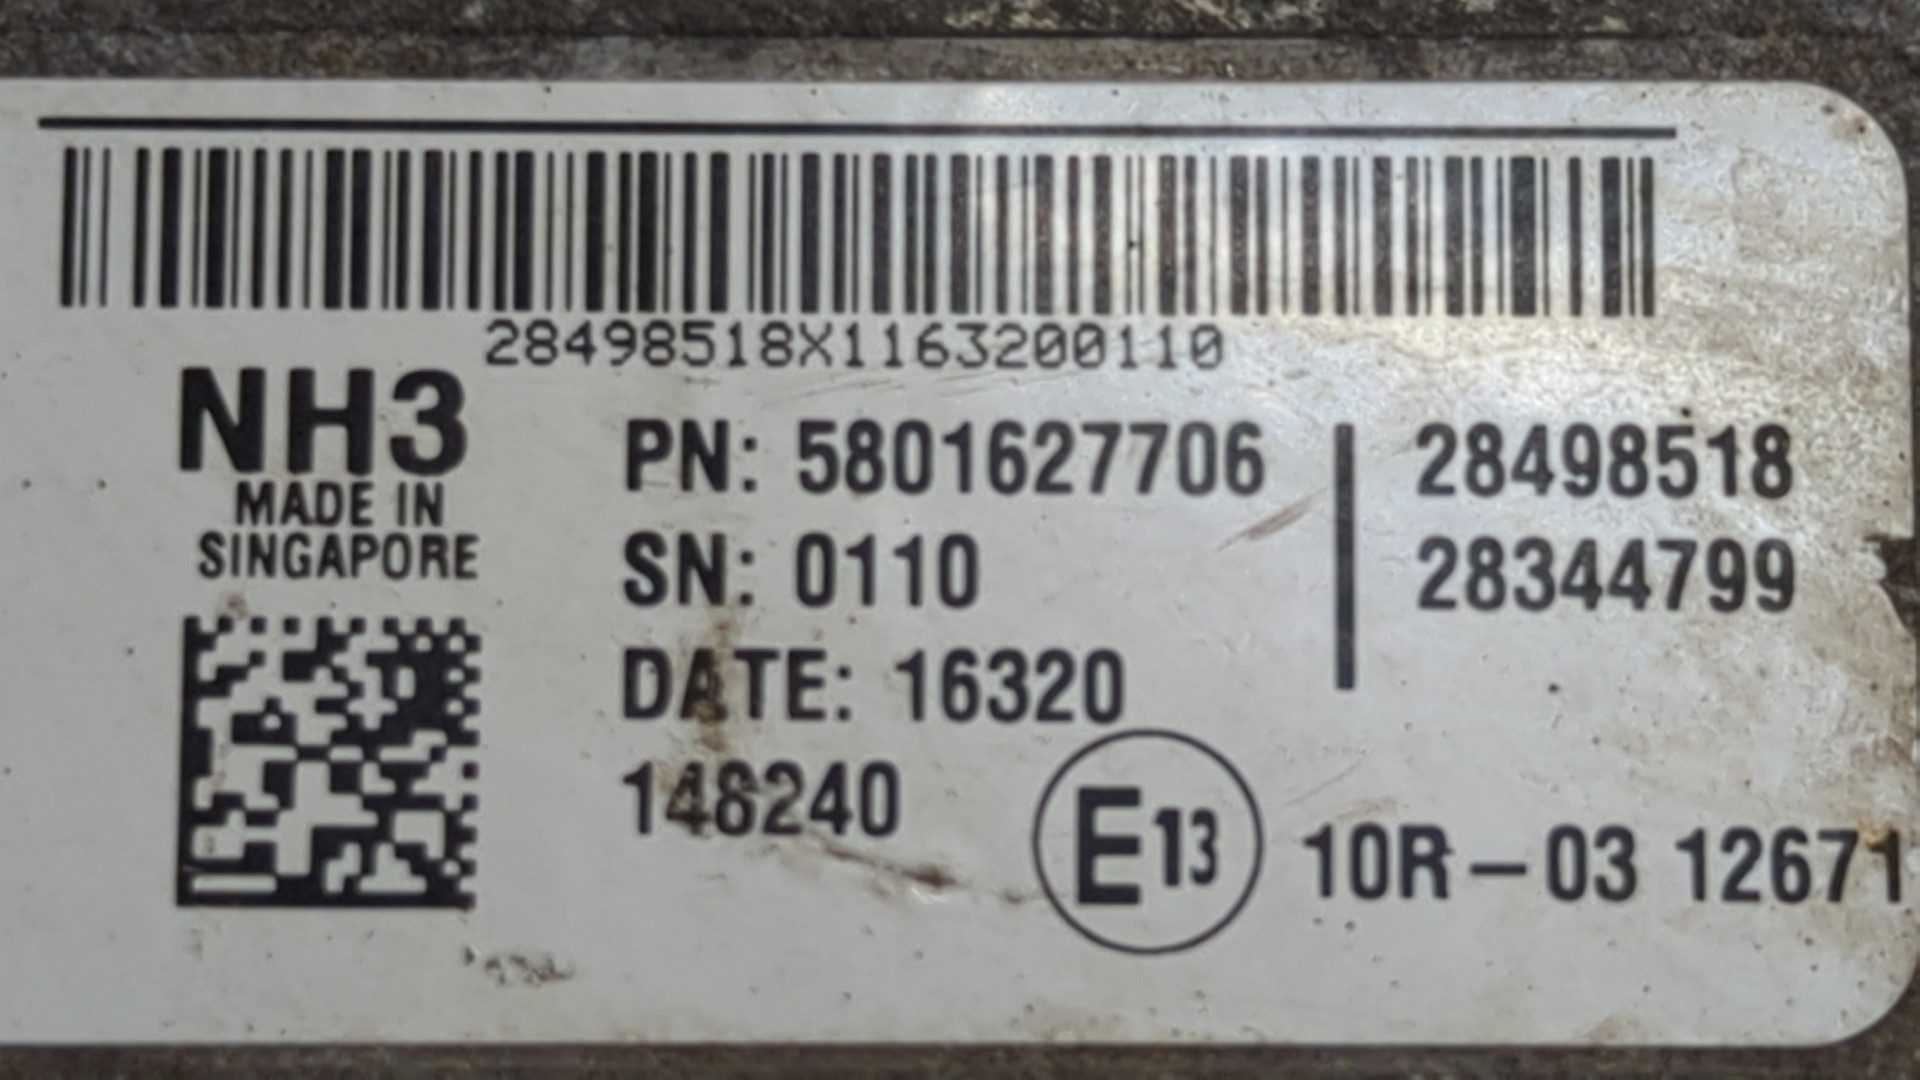 28498518X1163200110
NH3
MADE IN
SINGAPORE
PN: 5801627706
SN: 0110
DATE: 16320
148240
28498518
28344799
E13
10R-03 12671